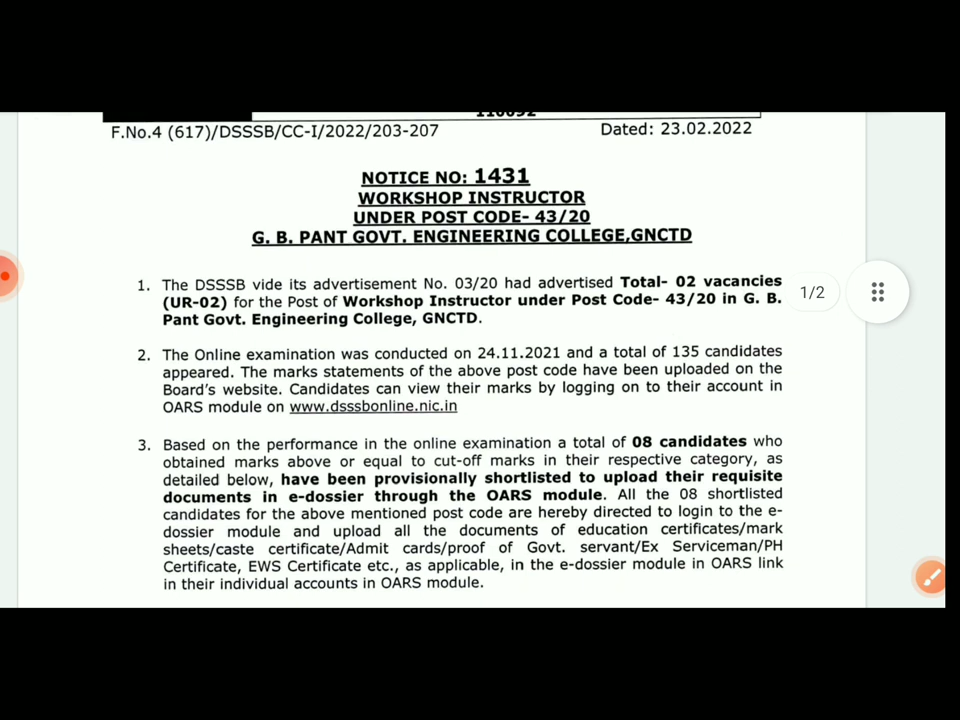 110092
F.No.4 (617)/DSSSB/CC-I/2022/203-207 Dated: 23.02.2022
NOTICE NO: 1431
WORKSHOP INSTRUCTOR
UNDER POST CODE- 43/20
G. B. PANT GOVT. ENGINEERING COLLEGE,GNCTD
1. The DSSSB vide its advertisement No. 03/20 had advertised Total- 02 vacancies
(UR-02) for the Post of Workshop Instructor under Post Code- 43/20 in G. B.
Pant Govt. Engineering College, GNCTD.
1/2
2. The Online examination was conducted on 24.11.2021 and a total of 135 candidates
appeared. The marks statements of the above post code have been uploaded on the
Board's website. Candidates can view their marks by logging on to their account in
OARS module on www.dsssbonline.nic.in
3. Based on the performance in the online examination a total of 08 candidates who
obtained marks above or equal to cut-off marks in their respective category, as
detailed below, have been provisionally shortlisted to upload their requisite
documents in e-dossier through the OARS module. All the 08 shortlisted
candidates for the above mentioned post code are hereby directed to login to the e-
dossier module and upload all the documents of education certificates/mark
sheets/caste certificate/Admit cards/proof of Govt. servant/Ex Serviceman/PH
Certificate, EWS Certificate etc., as applicable, in the e-dossier module in OARS link
in their individual accounts in OARS module.